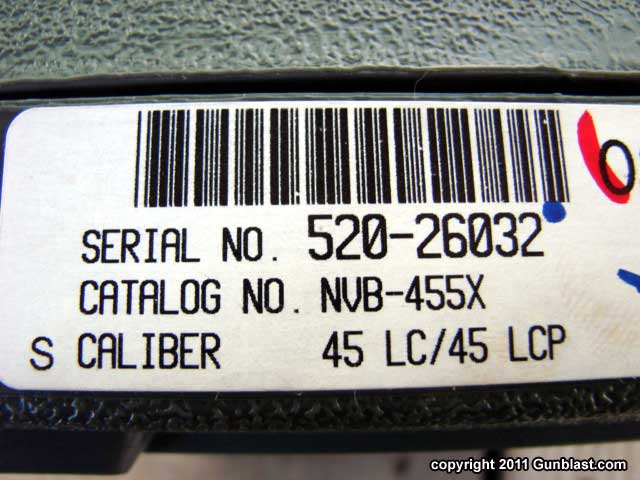 SERIAL NO. 520-26032
CATALOG NO. NVB-455X
S CALIBER 45 LC/45 LCP
copyright 2011 Gunblast.com